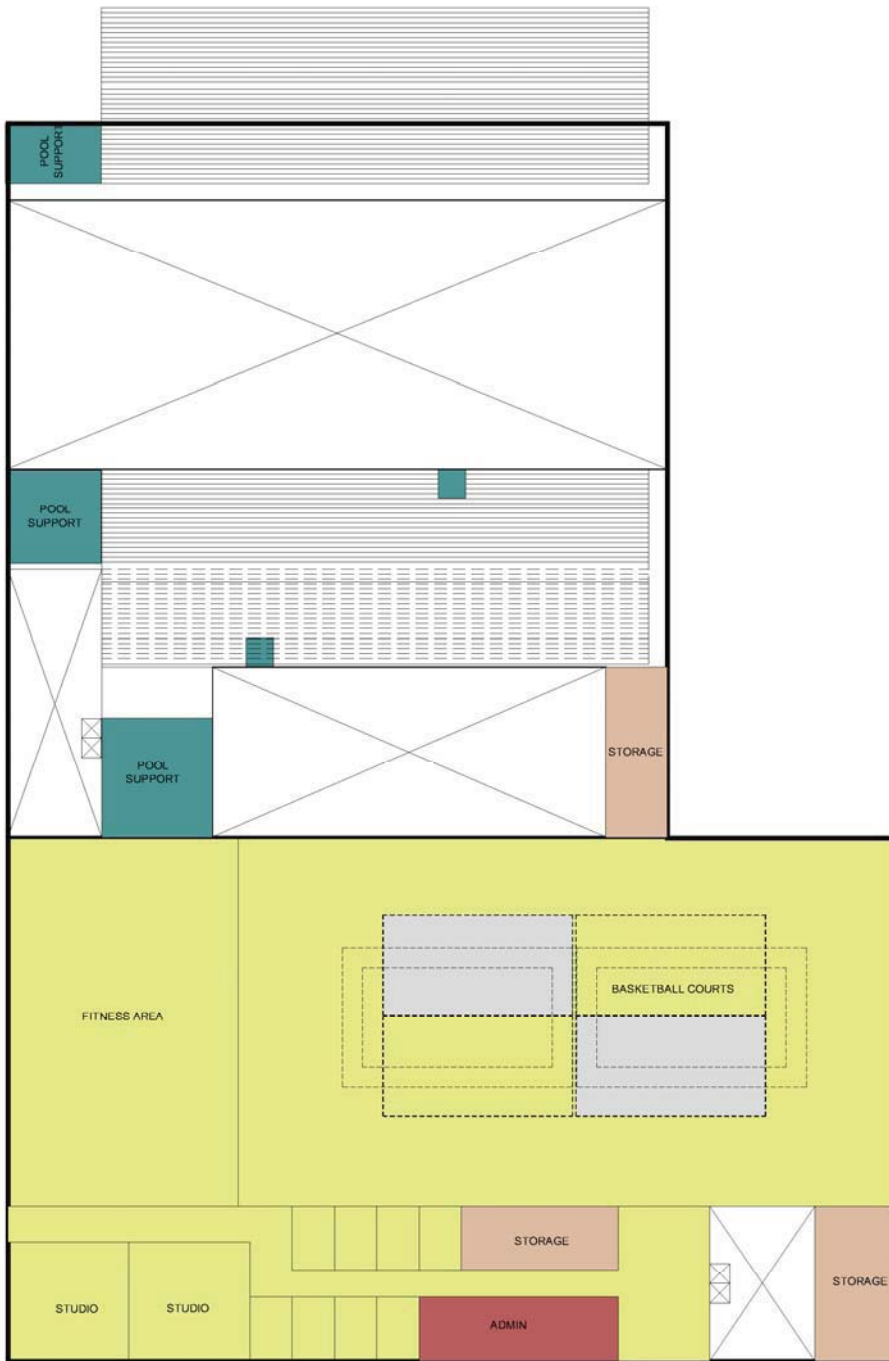 POOL
SUPPORT
POOL
SUPPORT
POOL
SUPPORT
STORAGE
FITNESS AREA
BASKETBALL COURTS
STORAGE
STORAGE
STUDIO
STUDIO
ADMIN